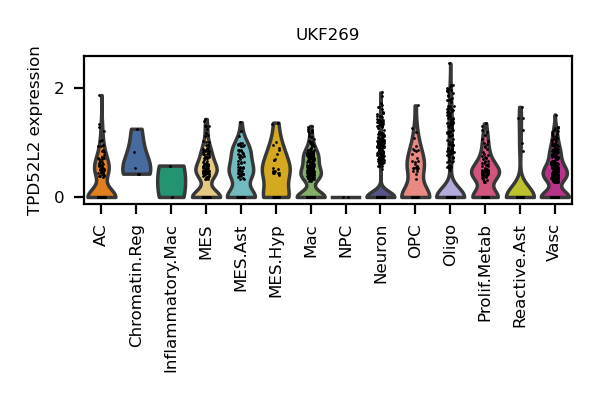 UKF269
TPD52L2 expression
2
0
AC
Chromatin.Reg
Inflammatory.Mac
MES
MES.Ast
MES.Hyp
Mac
NPC
Neuron
OPC
Oligo
Prolif.Metab
Reactive.Ast
Vasc